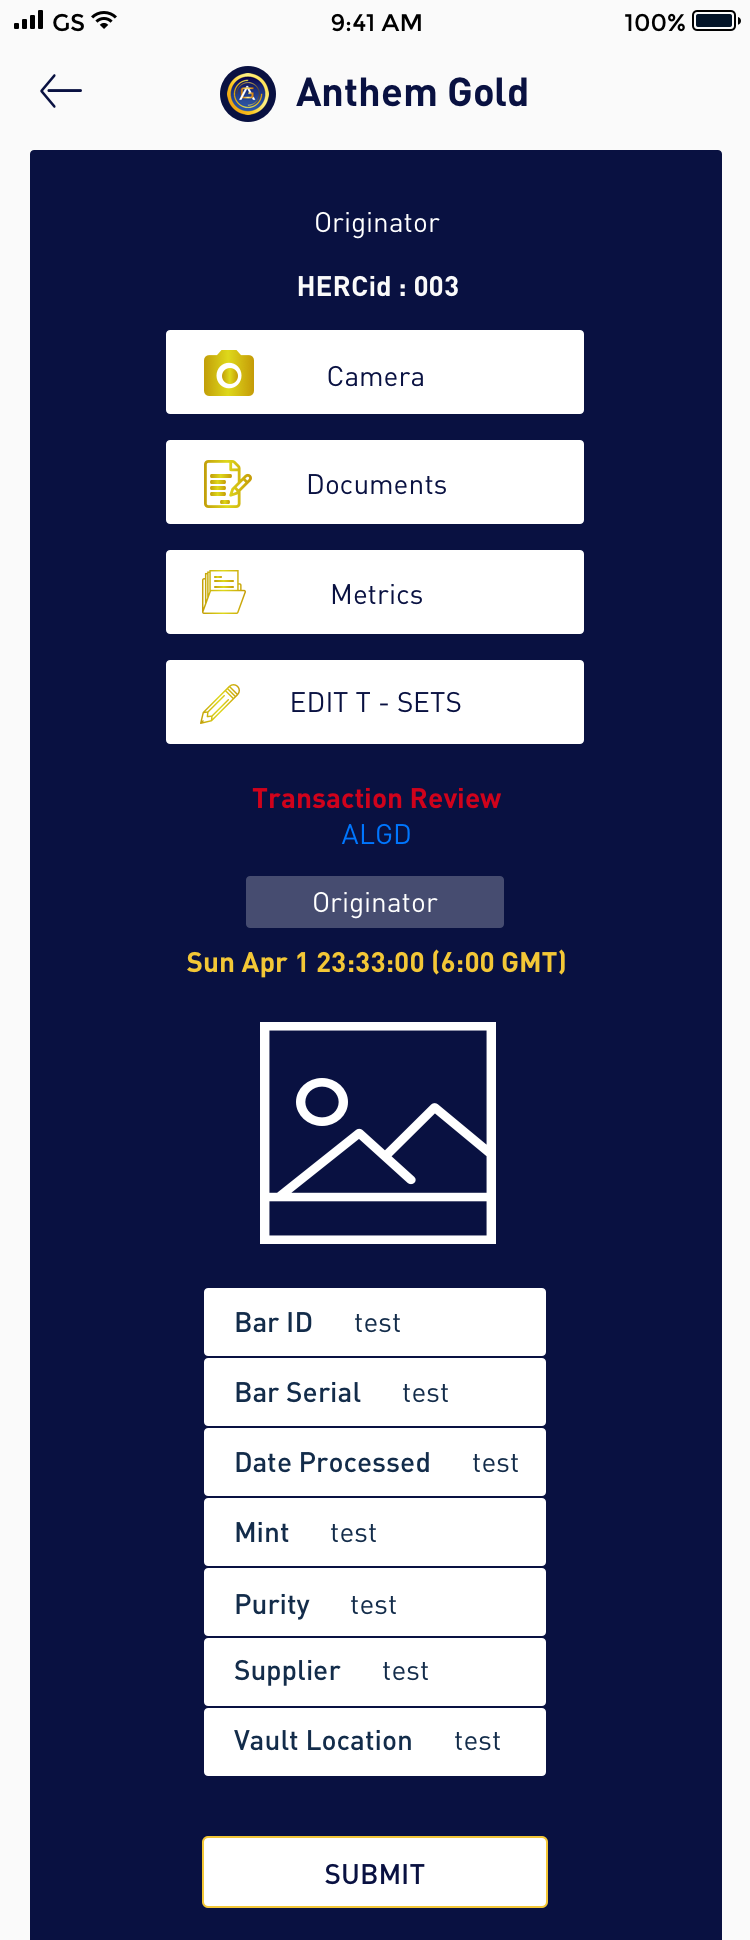 GS 9:41 AM 100%
Anthem Gold
Originator
HERCid : 003
Camera
Documents
Metrics
EDIT T - SETS
Transaction Review
ALGD
Originator
Sun Apr 1 23:33:00 (6:00 GMT)
Bar ID test
Bar Serial test
Date Processed test
Mint test
Purity test
Supplier test
Vault Location test
SUBMIT